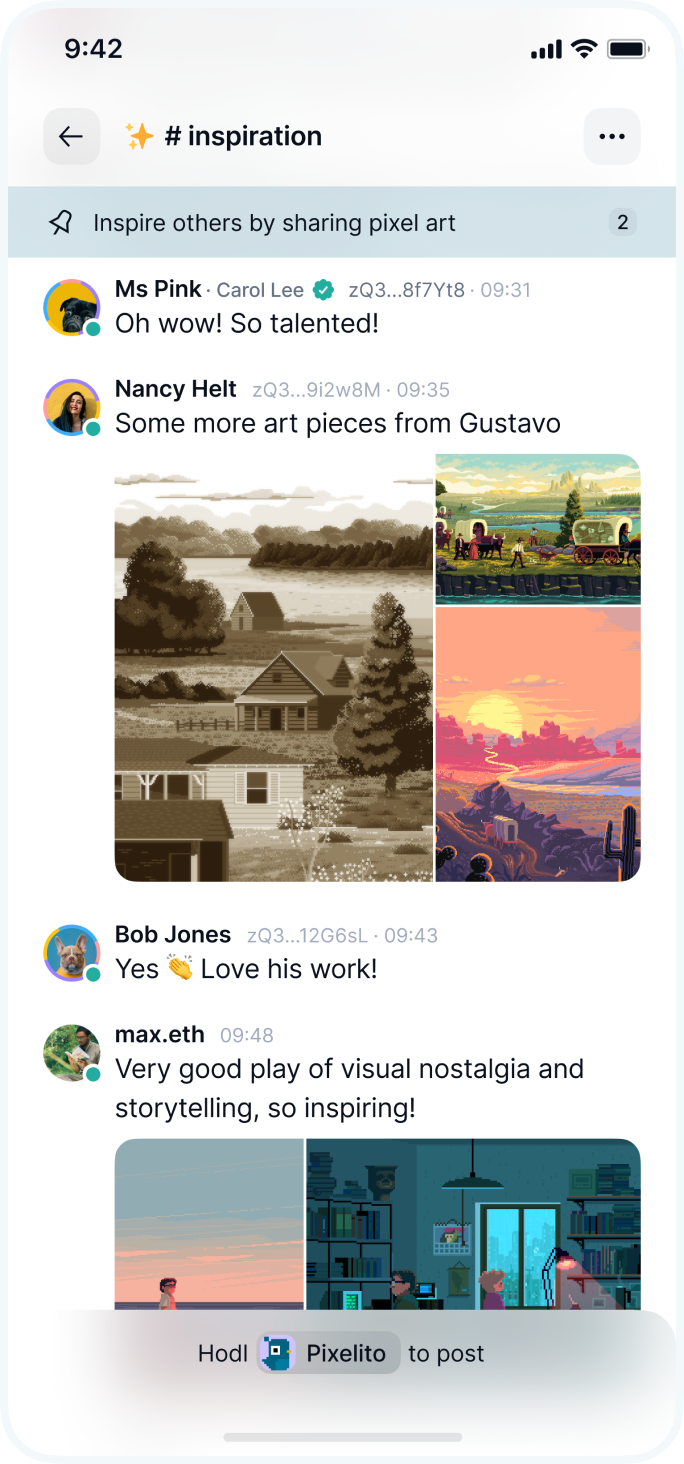 9:42
✨ # inspiration
Inspire others by sharing pixel art 2
Ms Pink · Carol Lee zQ3...8f7Yt8 · 09:31
Oh wow! So talented!
Nancy Helt zQ3...9i2w8M · 09:35
Some more art pieces from Gustavo
Bob Jones zQ3...12G6sL · 09:43
Yes 👏 Love his work!
max.eth 09:48
Very good play of visual nostalgia and
storytelling, so inspiring!
Hodl Pixelito to post